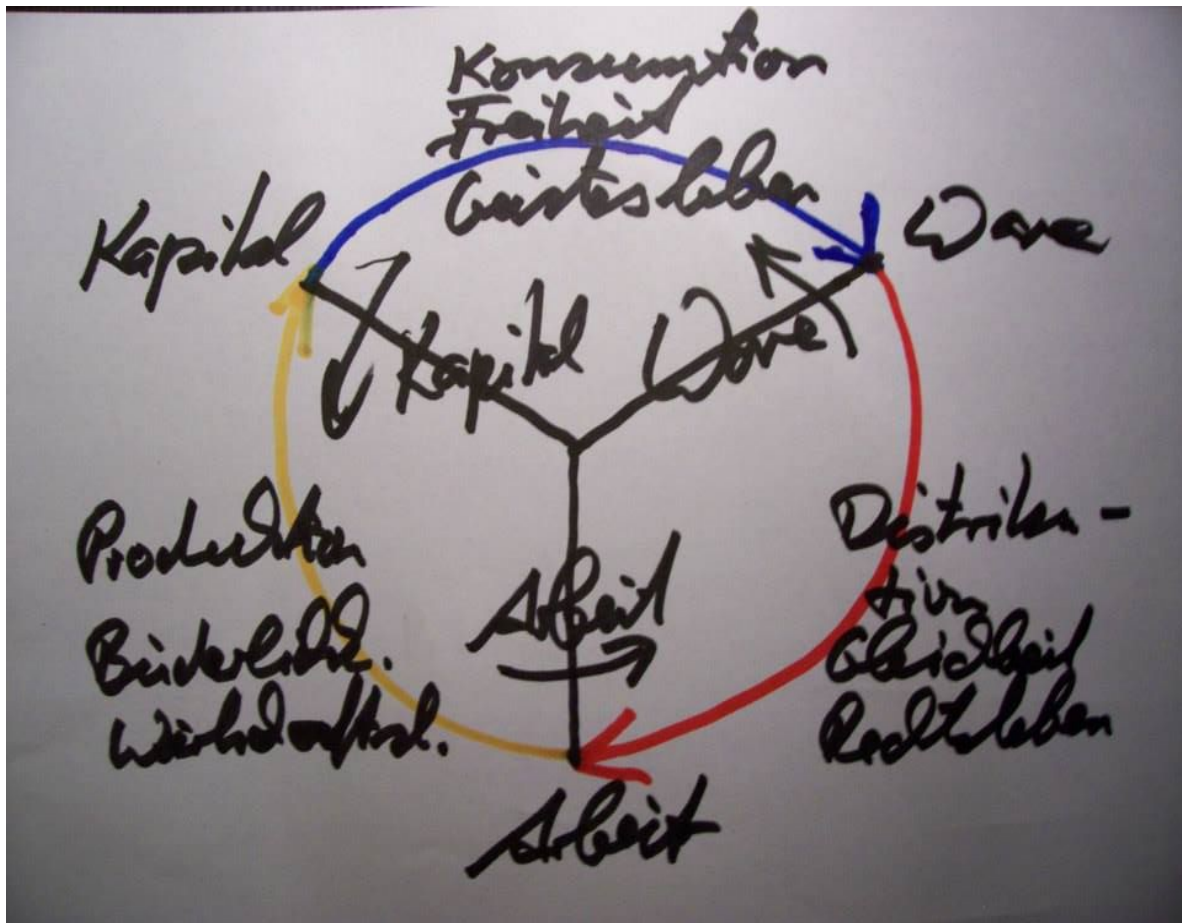 Konsumtion
Freiheit
Geistesleben
Kapital
Ware
Kapital
Ware
Produktion
Brüderlichk.
Wirtschaftsl.
Arbeit
Distribu-
tion
Gleichheit
Rechtsleben
Arbeit